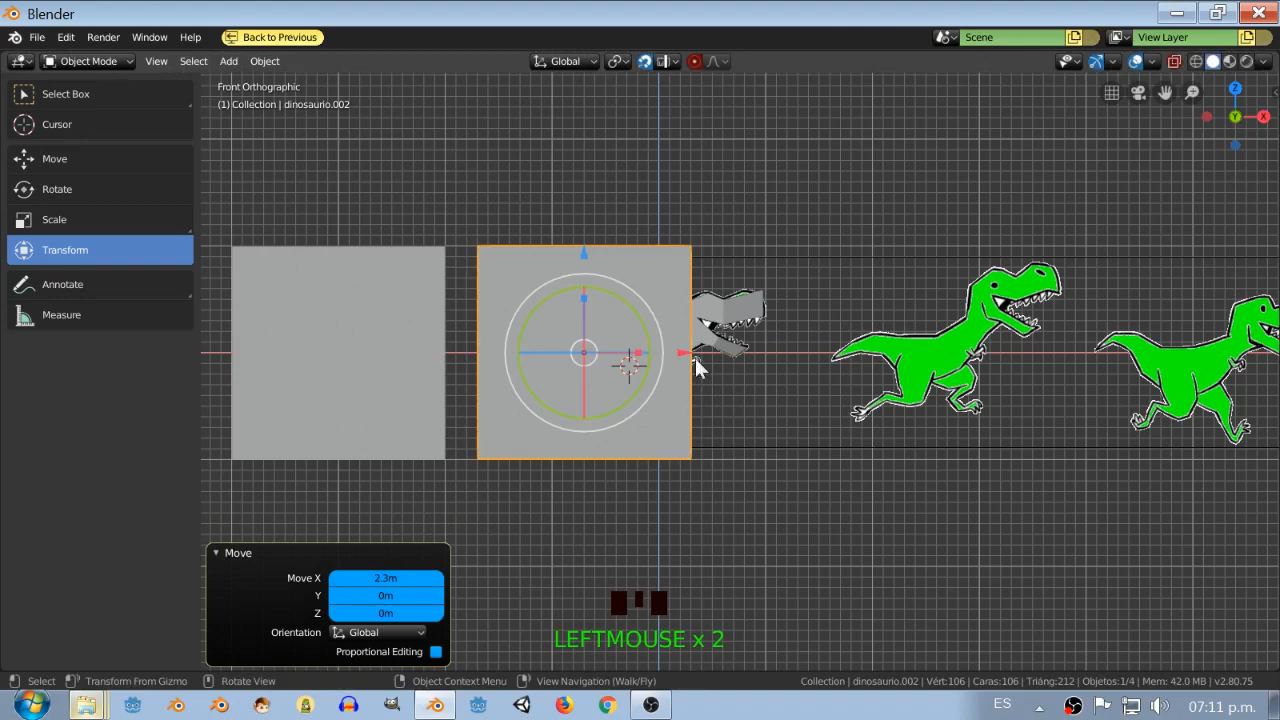 Blender
File Edit Render Window Help Back to Previous Scene View Layer
Object Mode View Select Add Object Global
Front Orthographic
(1) Collection | dinosaurio.002
Select Box
Cursor
Move
Rotate
Scale
Transform
Annotate
Measure
Z
Y
X
Move
Move X 2.3m
Y 0m
Z 0m
Orientation Global
Proportional Editing
LEFTMOUSE x 2
Select Transform From Gizmo Rotate View Object Context Menu View Navigation (Walk/Fly) Collection | dinosaurio.002 | Vért:106 | Caras:106 | Triáng:212 | Objetos:1/4 | Mem: 42.0 MB | v2.80.75
ES 07:11 p.m.